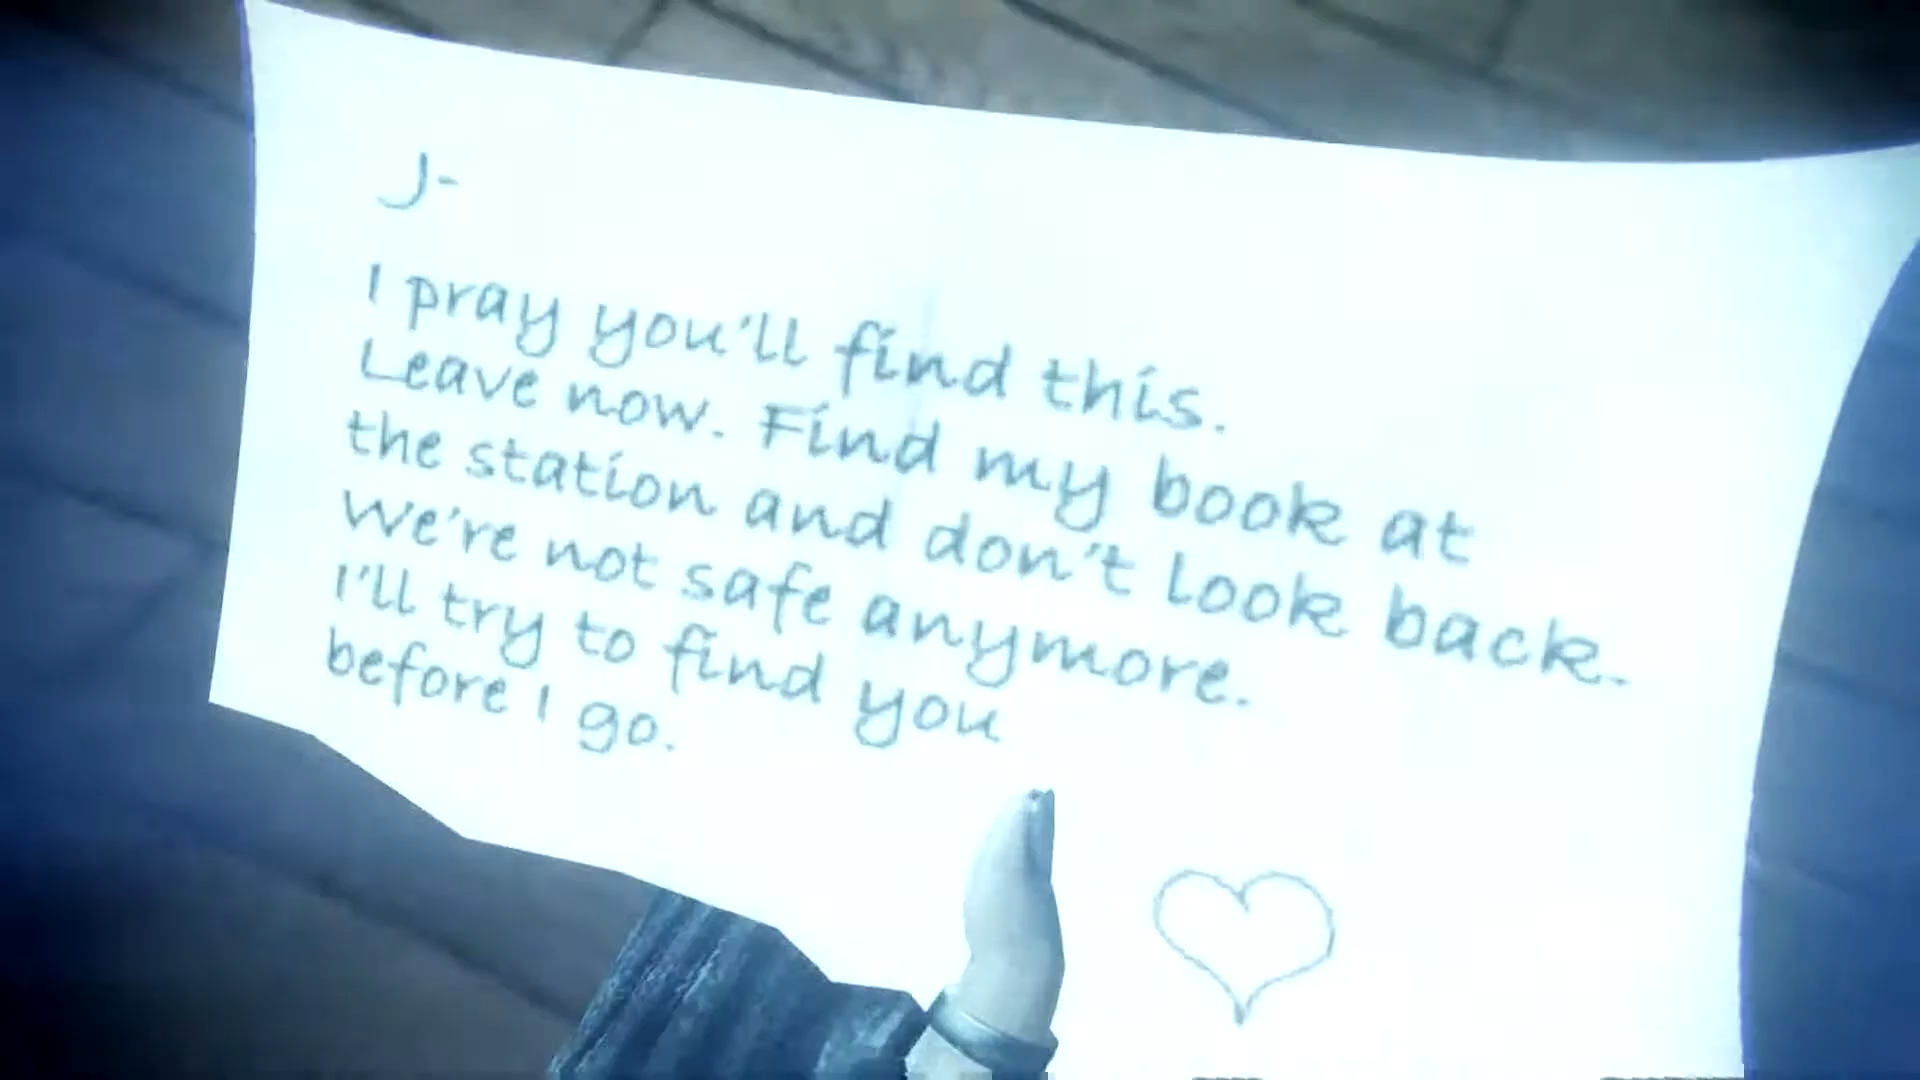 J-
I pray you'll find this.
Leave now. Find my book at
the station and don't look back.
We're not safe anymore.
I'll try to find you
before I go.